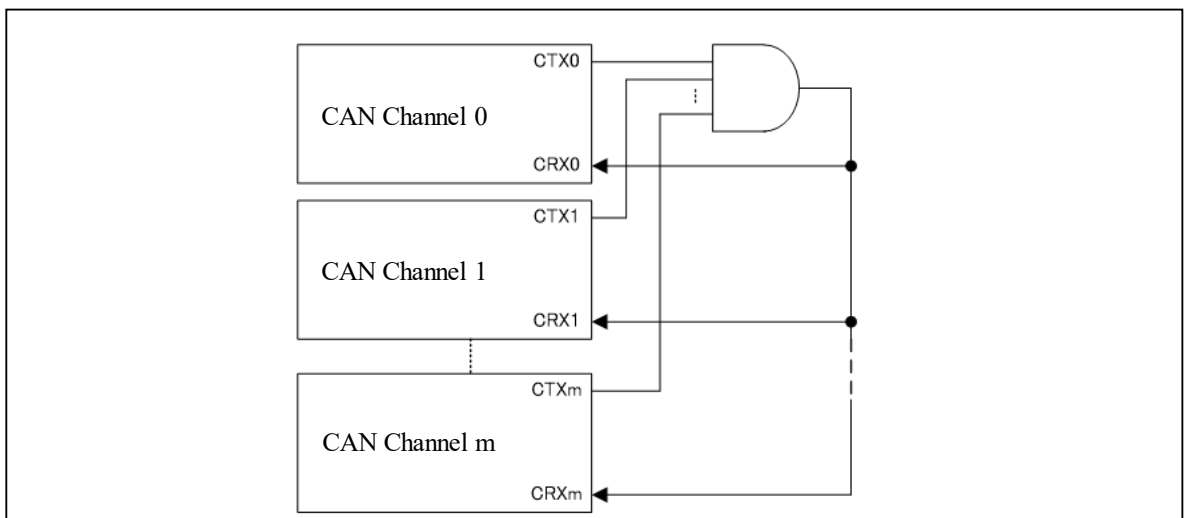 CTX0
CAN Channel 0
CRX0
CTX1
CAN Channel 1
CRX1
CTXm
CAN Channel m
CRXm